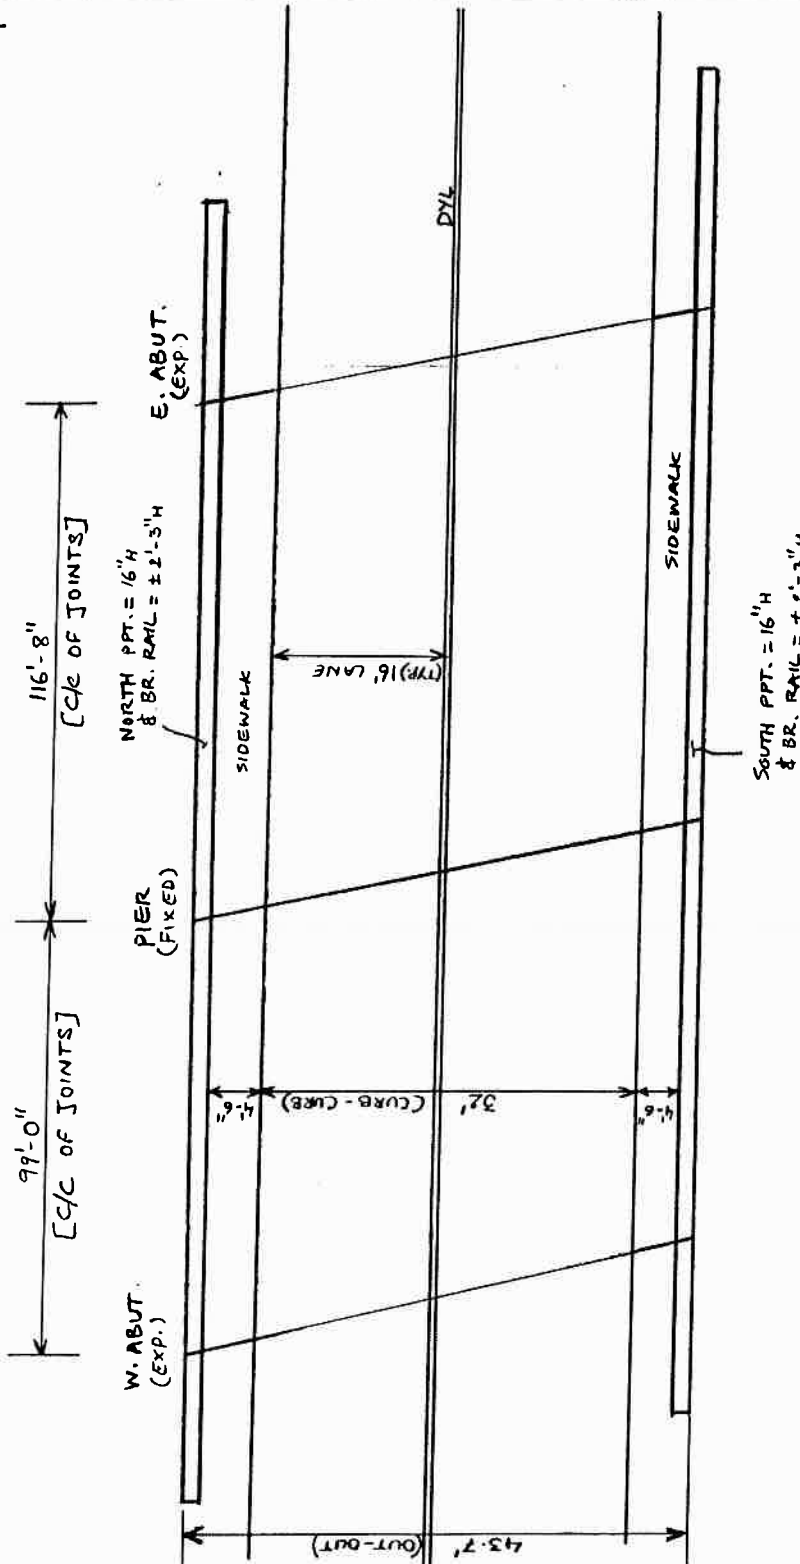 99'-0"
[C/C OF JOINTS]
116'-8"
[C/C OF JOINTS]
W. ABUT.
(EXP.)
PIER
(FIXED)
E. ABUT.
(EXP.)
NORTH PPT. = 16"H
& BR. RAIL = ± 2'-3"H
SIDEWALK
(TYP.) 16' LANE
DYL
4'-6"
32'
(CURB-CURB)
4'-6"
43.7'
(OUT-OUT)
SIDEWALK
SOUTH PPT. = 16"H
& BR. RAIL =